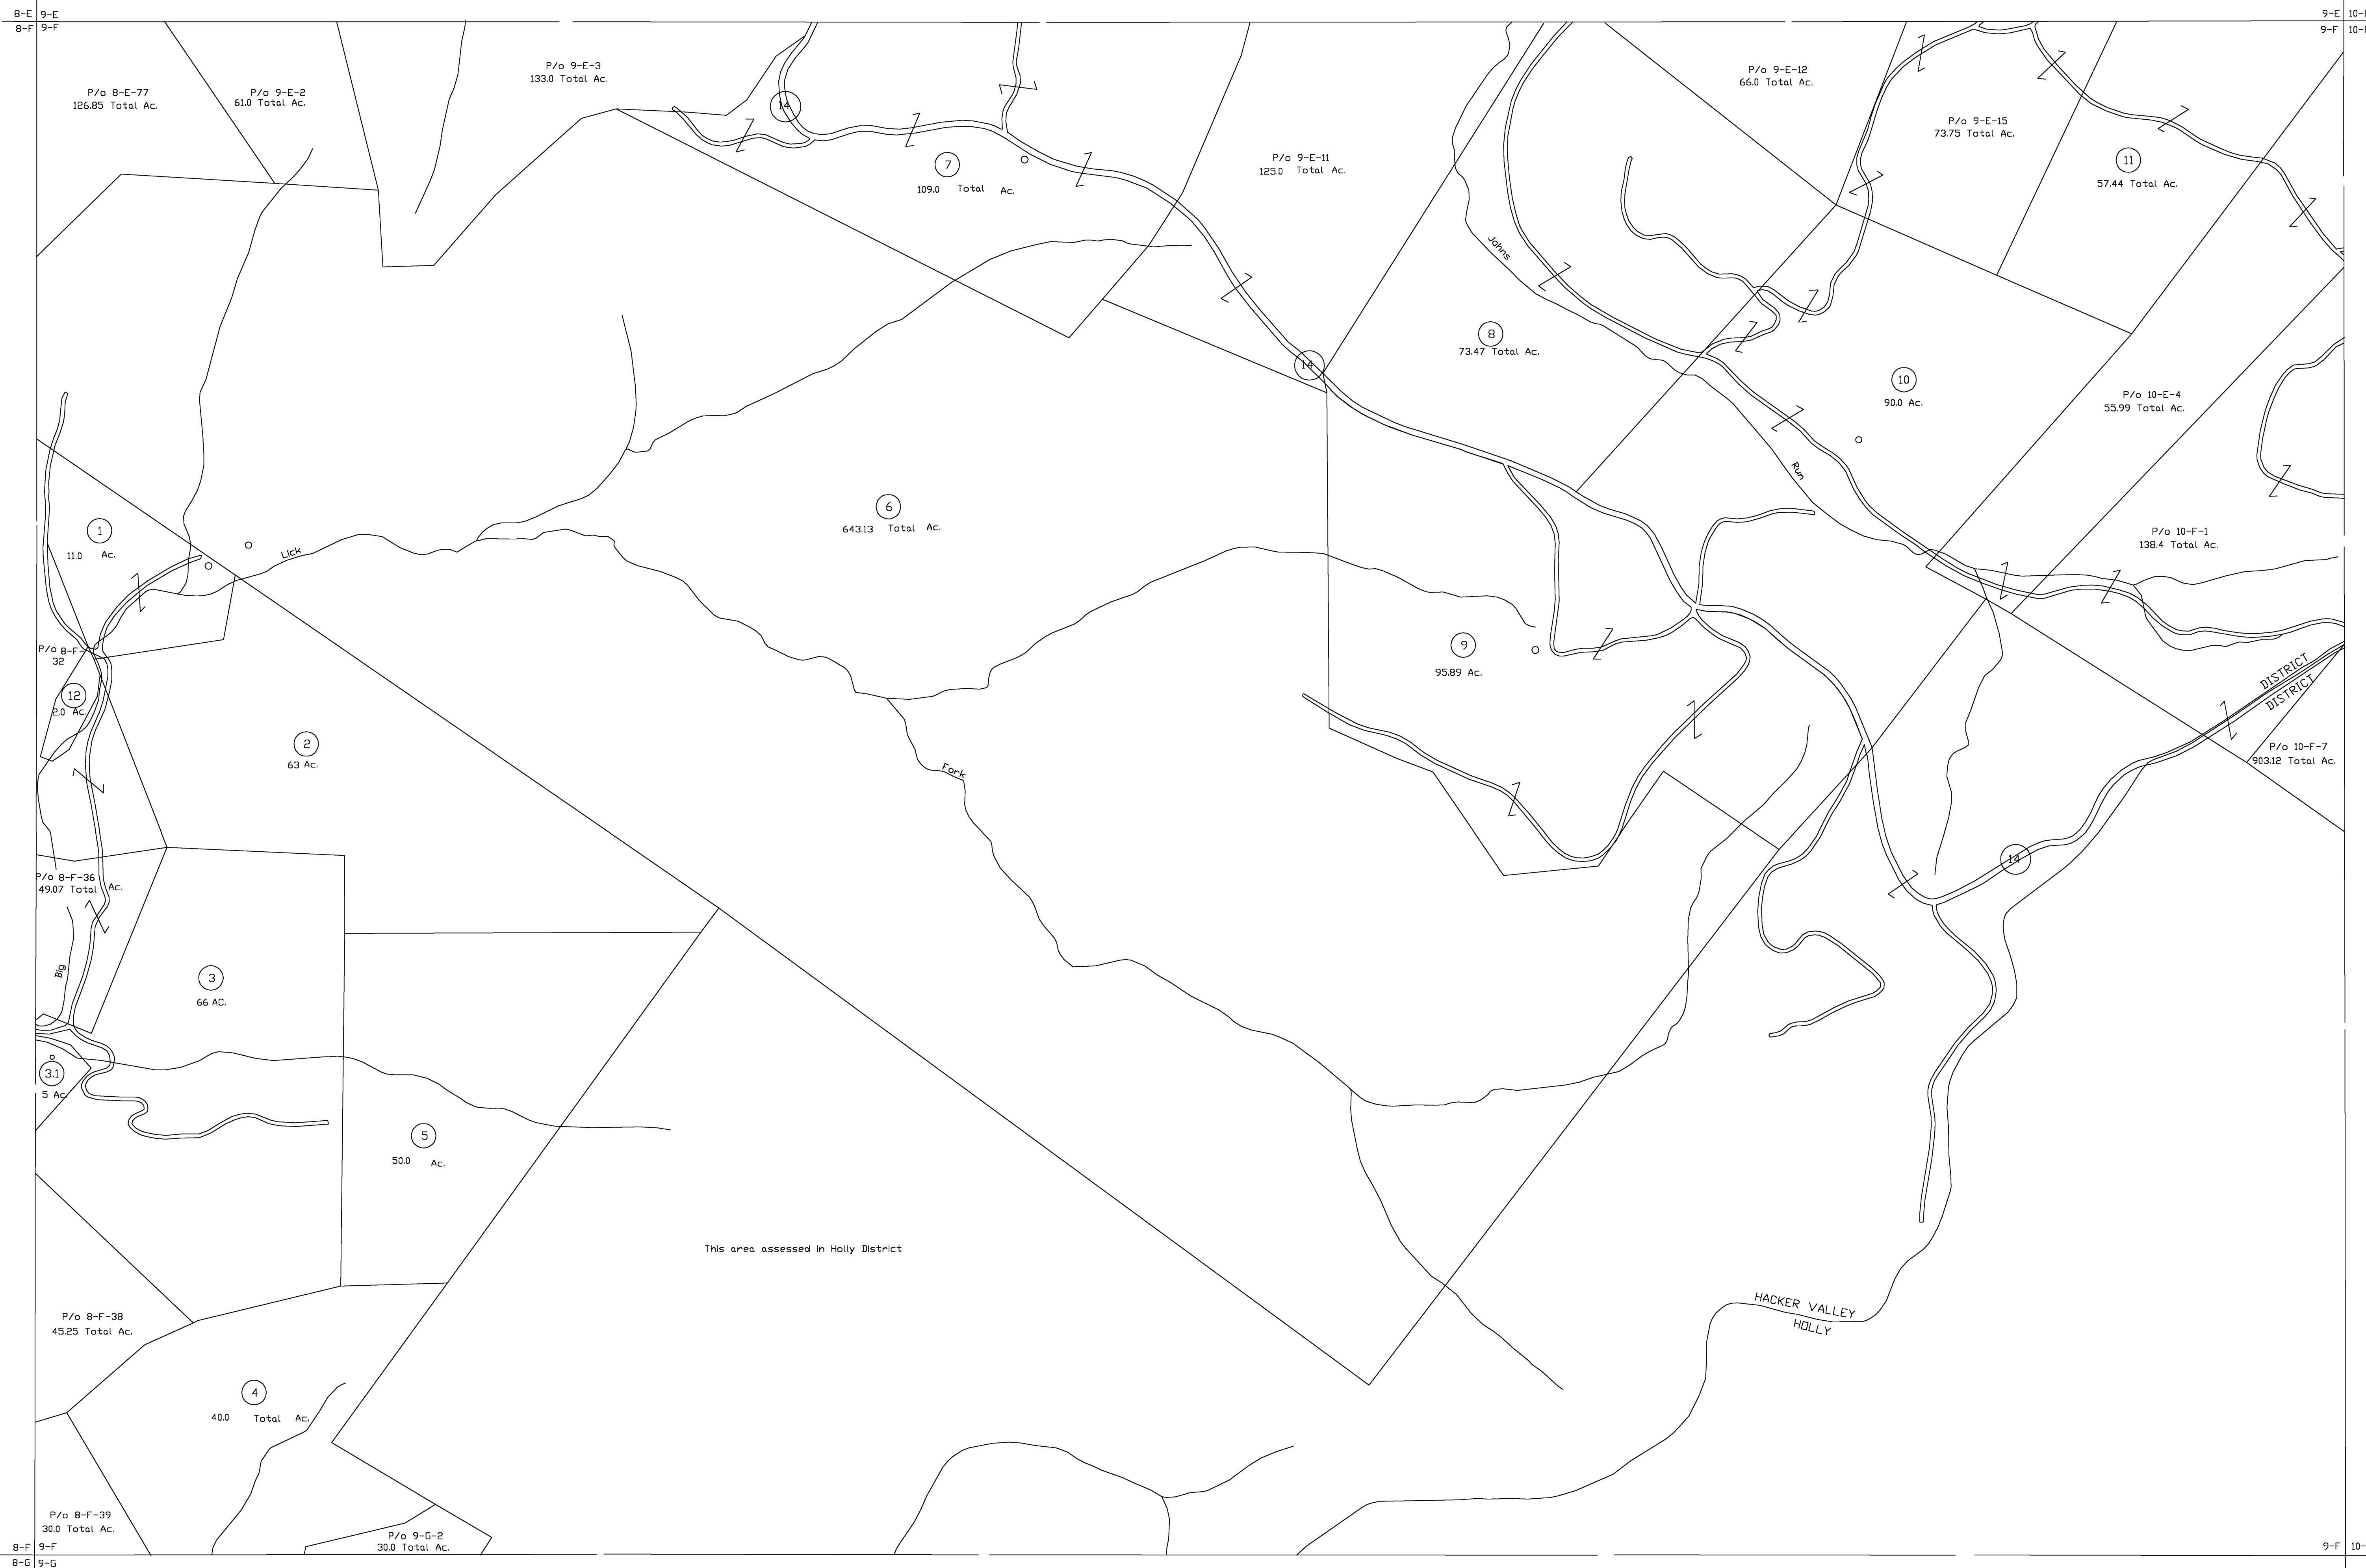 8-E 9-E
9-E 10-
8-F 9-F
9-F 10-
P/o 8-E-77
126.85 Total Ac.
P/o 9-E-2
61.0 Total Ac.
P/o 9-E-3
133.0 Total Ac.
14
7
109.0 Total Ac.
P/o 9-E-11
125.0 Total Ac.
P/o 9-E-12
66.0 Total Ac.
P/o 9-E-15
73.75 Total Ac.
11
57.44 Total Ac.
Johns
8
73.47 Total Ac.
14
10
90.0 Ac.
P/o 10-E-4
55.99 Total Ac.
Run
1
11.0 Ac.
Lick
6
643.13 Total Ac.
P/o 10-F-1
138.4 Total Ac.
P/o 8-F-
32
12
2.0 Ac.
9
95.89 Ac.
DISTRICT
DISTRICT
2
63 Ac.
Fork
P/o 10-F-7
903.12 Total Ac.
P/o 8-F-36
49.07 Total Ac.
14
Big
3
66 AC.
3.1
5 Ac.
5
50.0 Ac.
This area assessed in Holly District
HACKER VALLEY
HOLLY
P/o 8-F-38
45.25 Total Ac.
4
40.0 Total Ac.
P/o 8-F-39
30.0 Total Ac.
P/o 9-G-2
30.0 Total Ac.
8-F 9-F
9-F 10-
8-G 9-G